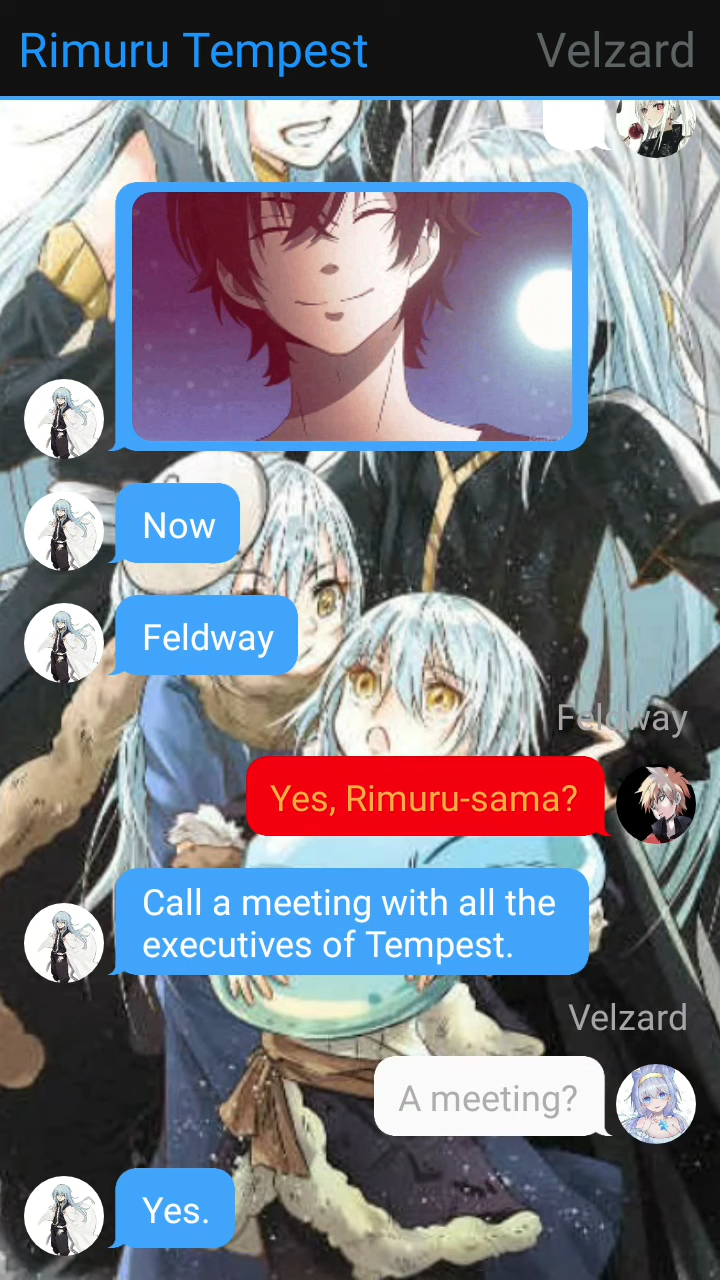 Rimuru Tempest
Velzard
Now
Feldway
Feldway
Yes, Rimuru-sama?
Call a meeting with all the
executives of Tempest.
Velzard
A meeting?
Yes.